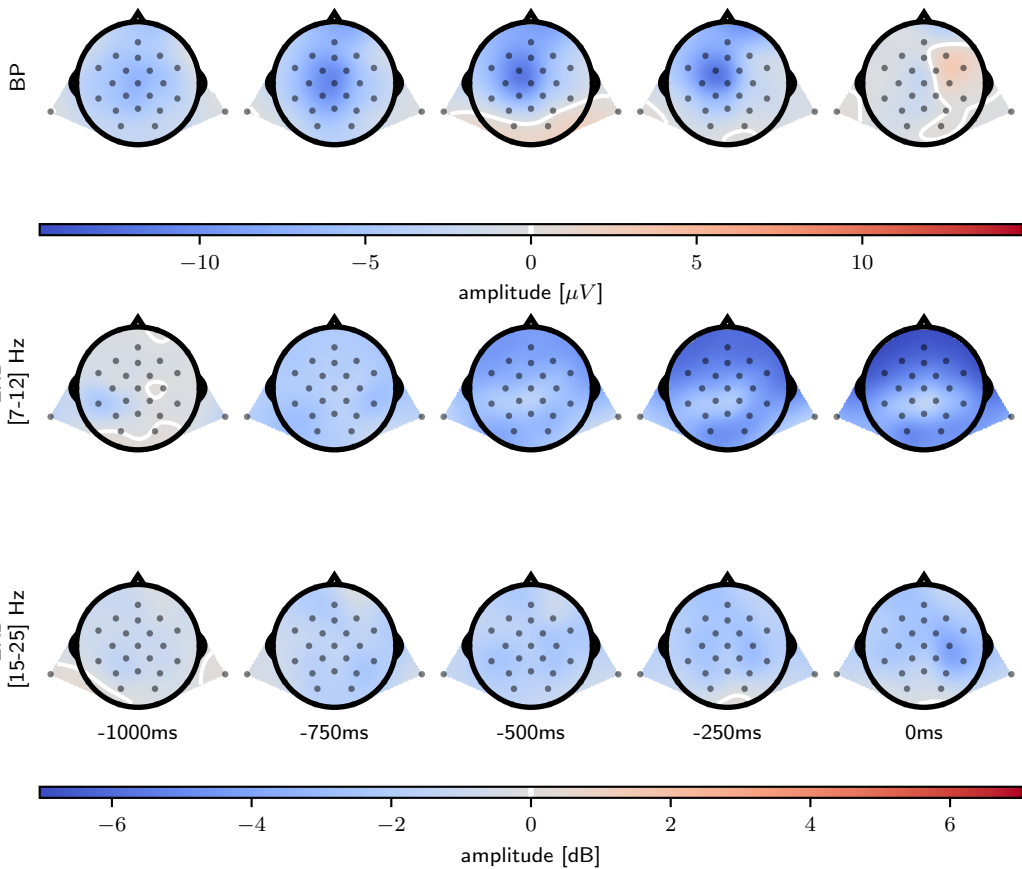 BP
−10 −5 0 5 10
amplitude [μV]
[7-12] Hz
[15-25] Hz
-1000ms -750ms -500ms -250ms 0ms
−6 −4 −2 0 2 4 6
amplitude [dB]